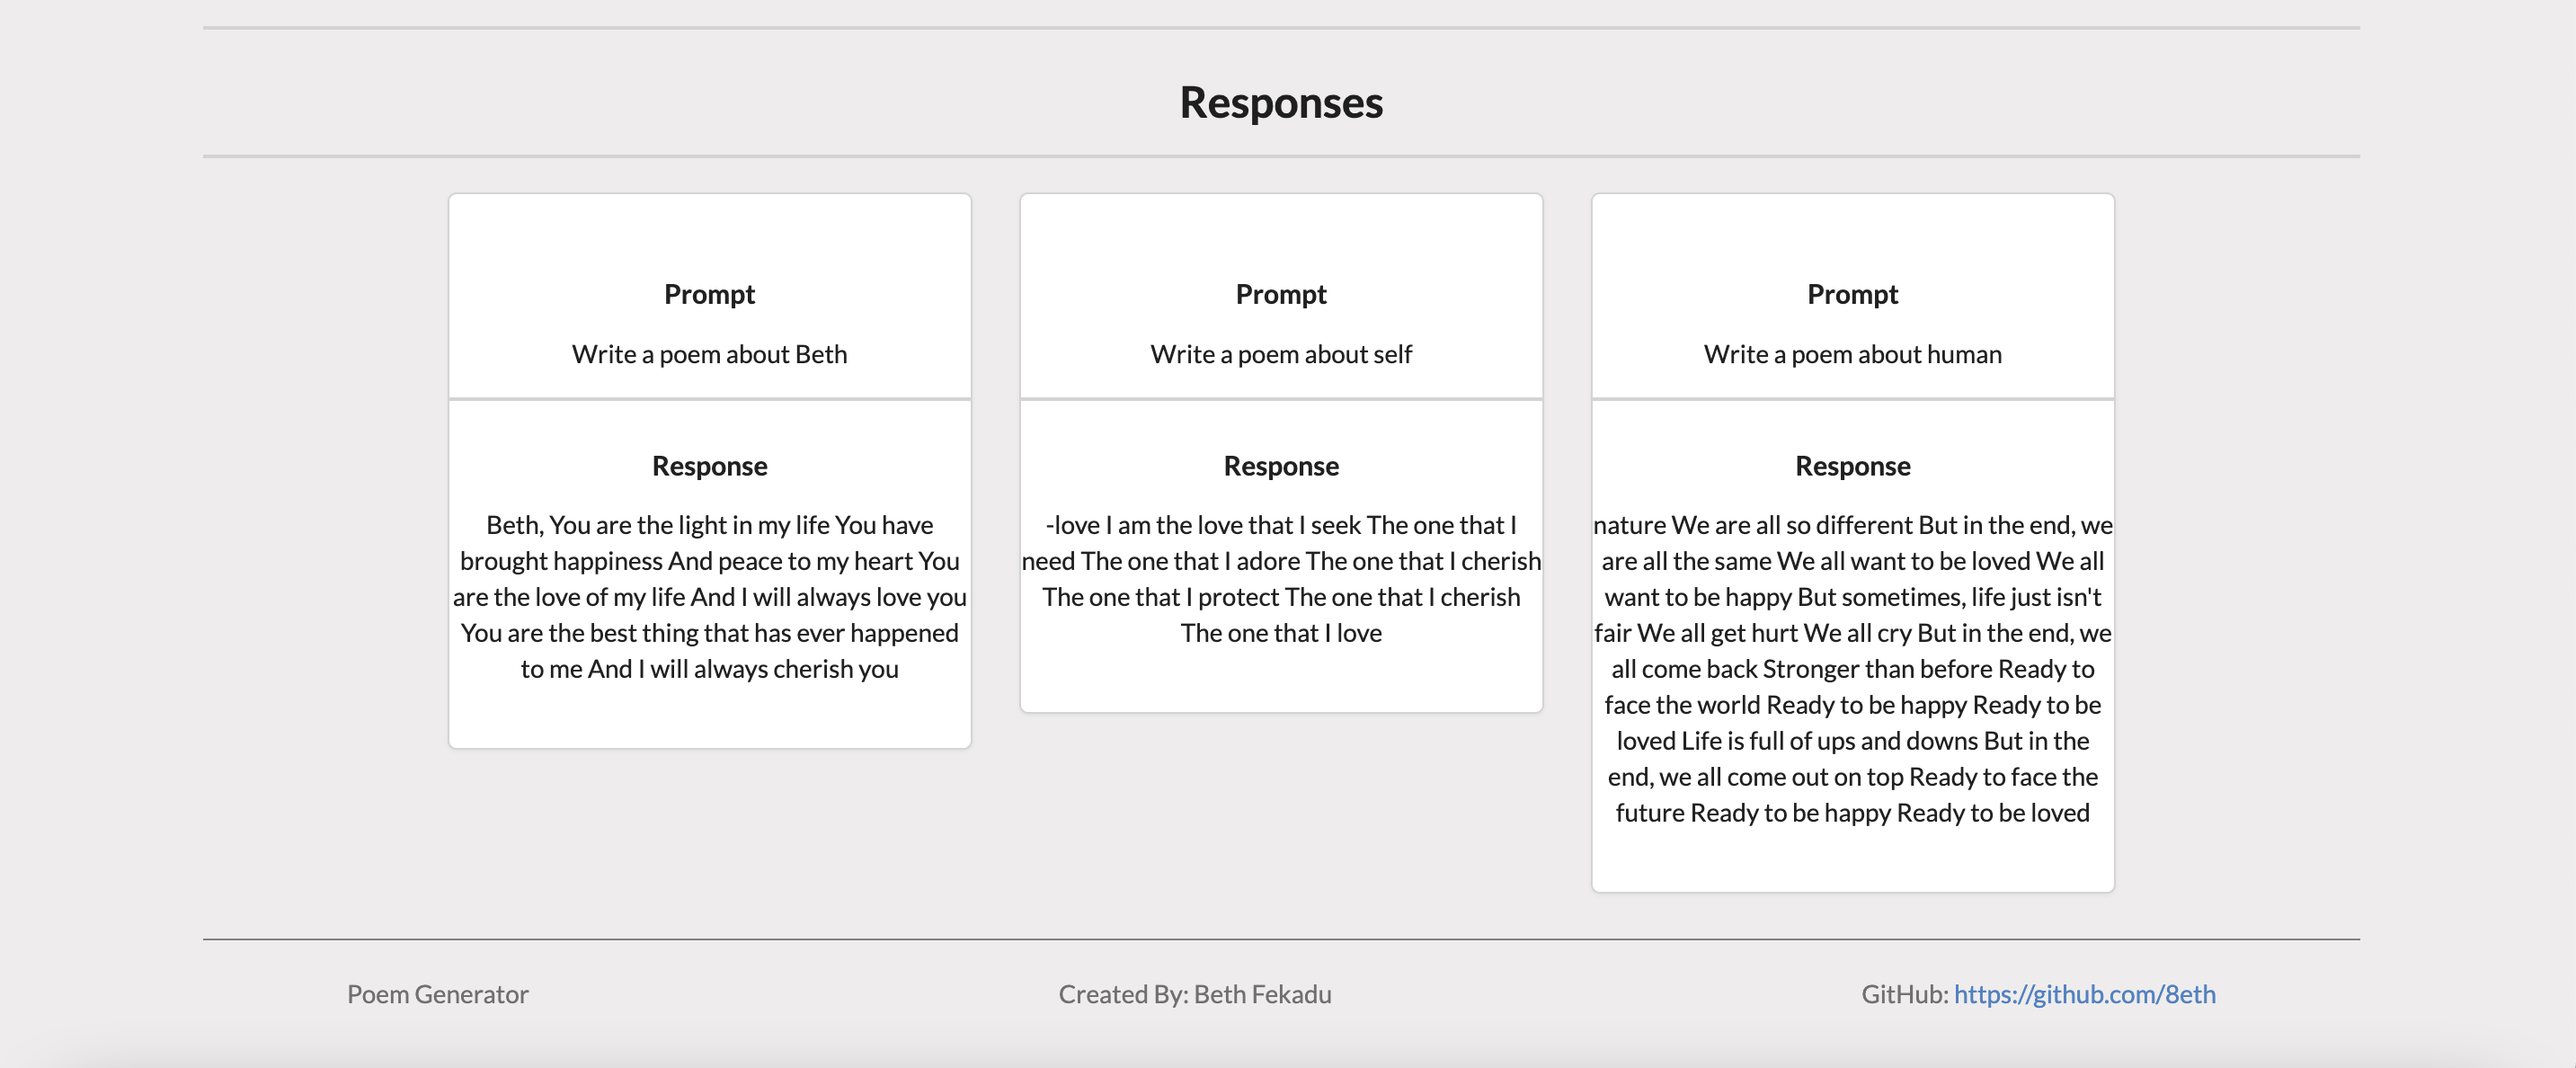 Responses
Prompt
Write a poem about Beth
Response
Beth, You are the light in my life You have
brought happiness And peace to my heart You
are the love of my life And I will always love you
You are the best thing that has ever happened
to me And I will always cherish you
Prompt
Write a poem about self
Response
-love I am the love that I seek The one that I
need The one that I adore The one that I cherish
The one that I protect The one that I cherish
The one that I love
Prompt
Write a poem about human
Response
nature We are all so different But in the end, we
are all the same We all want to be loved We all
want to be happy But sometimes, life just isn't
fair We all get hurt We all cry But in the end, we
all come back Stronger than before Ready to
face the world Ready to be happy Ready to be
loved Life is full of ups and downs But in the
end, we all come out on top Ready to face the
future Ready to be happy Ready to be loved
Poem Generator
Created By: Beth Fekadu
GitHub: https://github.com/8eth